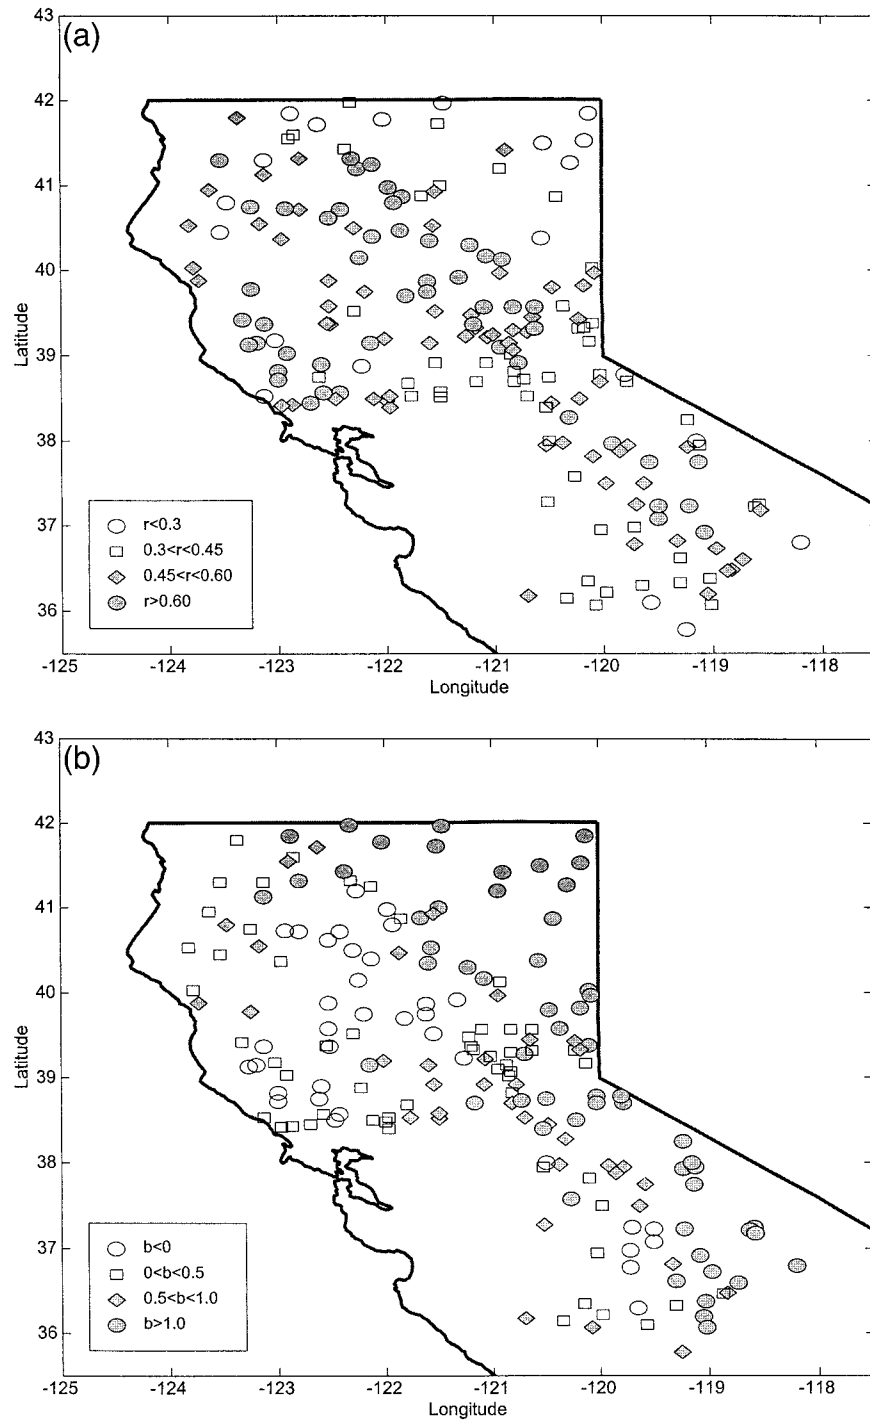 (a)
43
42
41
40
39
38
37
36
Latitude
r<0.3
0.3<r<0.45
0.45<r<0.60
r>0.60
-125 -124 -123 -122 -121 -120 -119 -118
Longitude
(b)
43
42
41
40
39
38
37
36
Latitude
b<0
0<b<0.5
0.5<b<1.0
b>1.0
-125 -124 -123 -122 -121 -120 -119 -118
Longitude